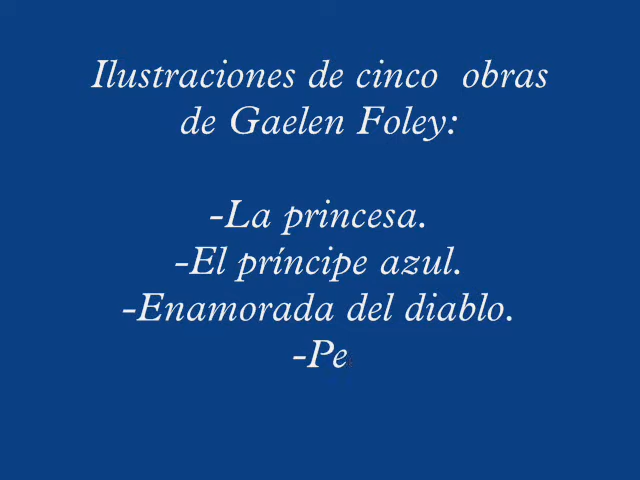 Ilustraciones de cinco obras
de Gaelen Foley:
-La princesa.
-El príncipe azul.
-Enamorada del diablo.
-Pe